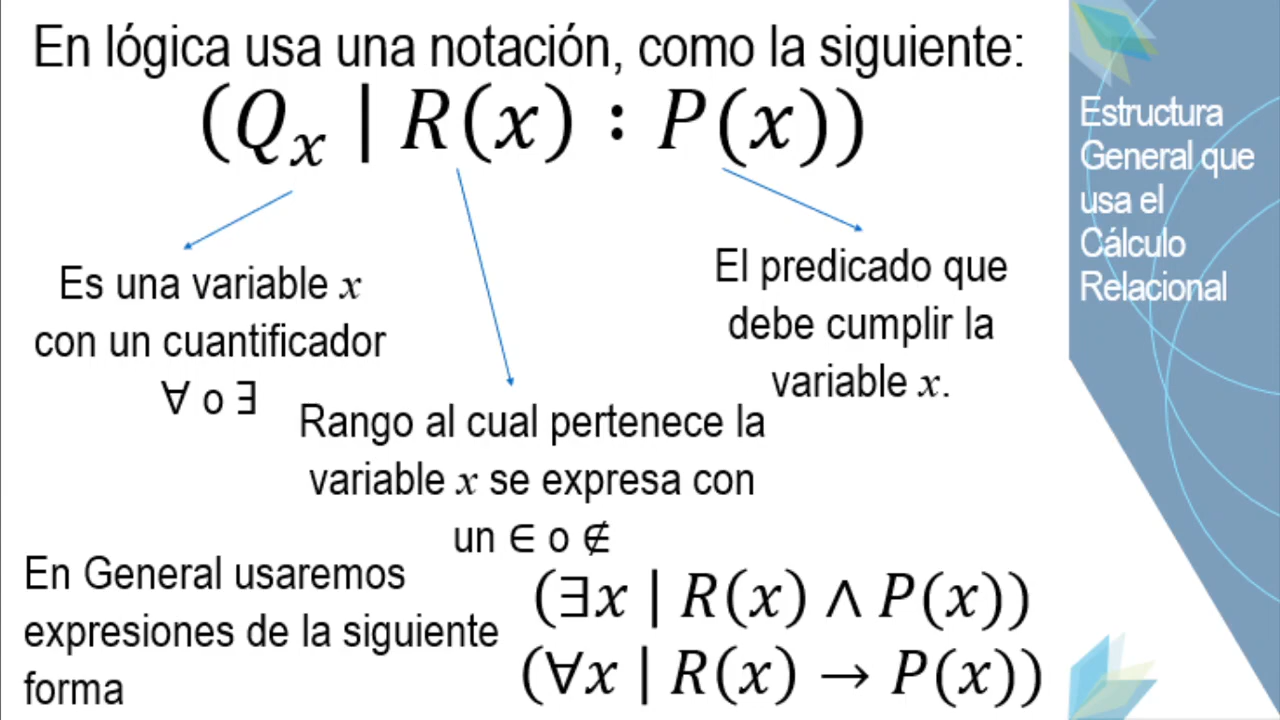 En lógica usa una notación, como la siguiente:
(Qₓ | R(x) : P(x))
Es una variable x
con un cuantificador
∀ o ∃
Rango al cual pertenece la
variable x se expresa con
un ∈ o ∉
El predicado que
debe cumplir la
variable x.
En General usaremos
expresiones de la siguiente
forma
(∃x | R(x) ∧ P(x))
(∀x | R(x) → P(x))
Estructura
General que
usa el
Cálculo
Relacional